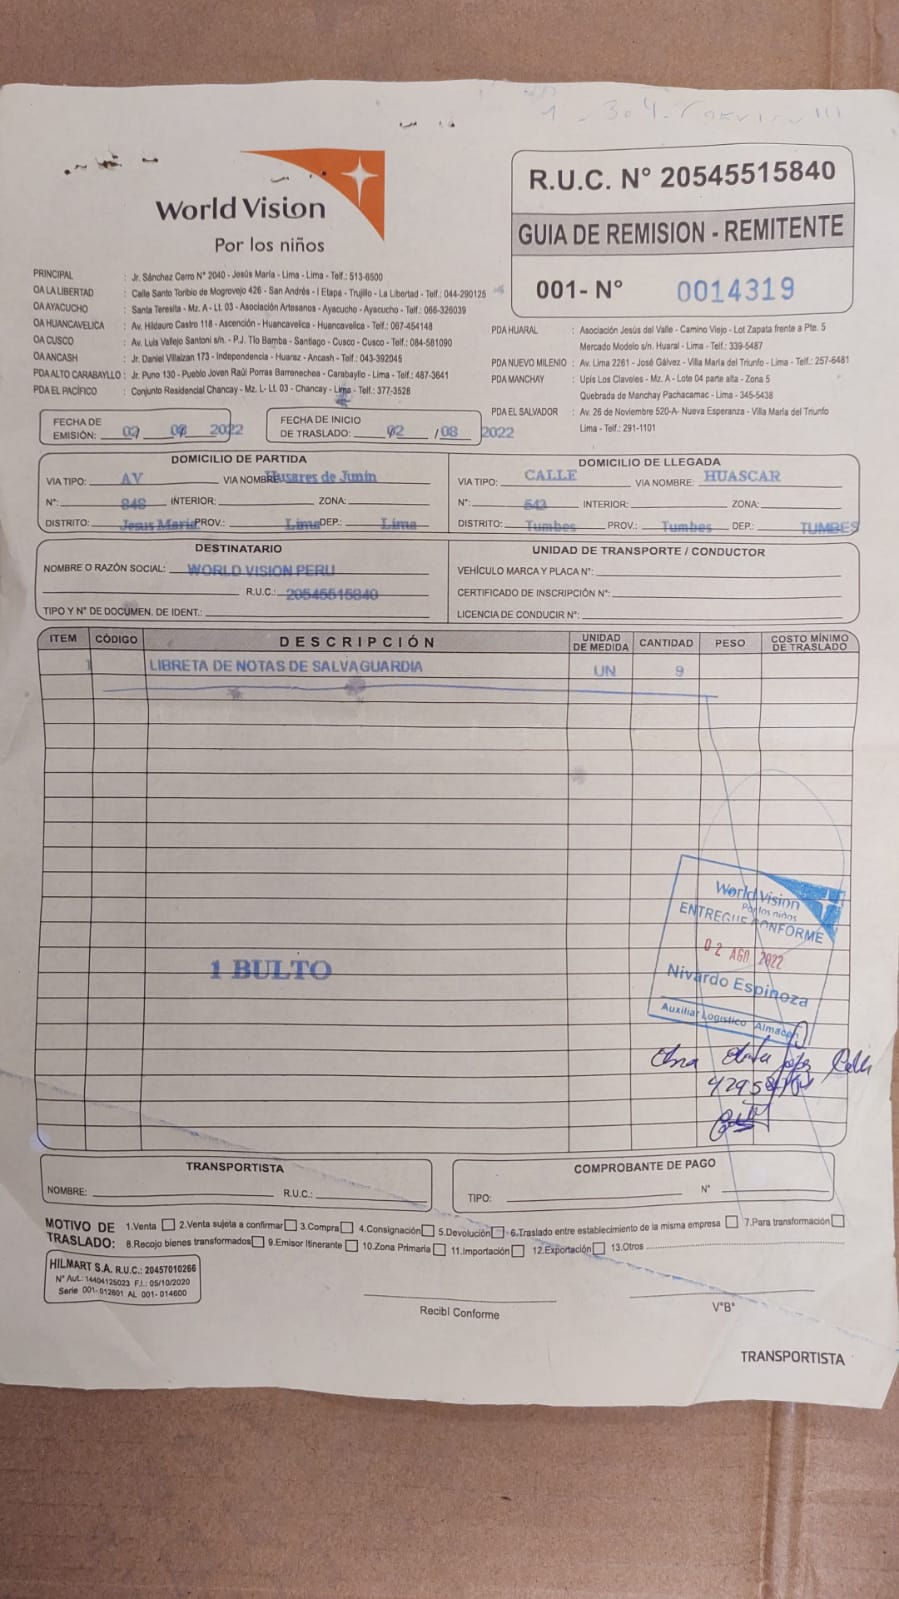 World Vision
Por los niños
R.U.C. N° 20545515840
GUIA DE REMISION - REMITENTE
001- N° 0014319
PRINCIPAL : Jr. Sánchez Cerro N° 2040 - Jesús María - Lima - Lima - Telf.: 513-6500
OA LA LIBERTAD : Calle Santo Toribio de Mogrovejo 426 - San Andrés - I Etapa - Trujillo - La Libertad - Telf.: 044-290125
OA AYACUCHO : Santa Teresita - Mz. A - Lt. 03 - Asociación Artesanos - Ayacucho - Ayacucho - Telf.: 066-326039
OA HUANCAVELICA : Av. Hildauro Castro 118 - Ascención - Huancavelica - Huancavelica - Telf.: 067-454148
OA CUSCO : Av. Luis Vallejo Santoni s/n. - P.J. Tío Bamba - Santiago - Cusco - Cusco - Telf.: 084-581090
OA ANCASH : Jr. Daniel Villaizan 173 - Independencia - Huaraz - Ancash - Telf.: 043-392045
PDA ALTO CARABAYLLO : Jr. Puno 130 - Pueblo Joven Raúl Porras Barrenechea - Carabayllo - Lima - Telf.: 487-3641
PDA EL PACÍFICO : Conjunto Residencial Chancay - Mz. L- Lt. 03 - Chancay - Lima - Telf.: 377-3528
PDA HUARAL : Asociación Jesús del Valle - Camino Viejo - Lot Zapata frente a Pte. 5
Mercado Modelo s/n. Huaral - Lima - Telf.: 339-5487
PDA NUEVO MILENIO : Av. Lima 2261 - José Gálvez - Villa María del Triunfo - Lima - Telf.: 257-6481
PDA MANCHAY : Upis Los Claveles - Mz. A - Lote 04 parte alta - Zona 5
Quebrada de Manchay Pachacamac - Lima - 345-5438
PDA EL SALVADOR : Av. 26 de Noviembre 520-A- Nueva Esperanza - Villa María del Triunfo
Lima - Telf.: 291-1101
FECHA DE EMISIÓN: 02 08 2022
FECHA DE INICIO DE TRASLADO: 02 /08 2022
DOMICILIO DE PARTIDA
VIA TIPO: AV VIA NOMBRE: Husares de Junin
N°: 848 INTERIOR: ZONA:
DISTRITO: Jesus Maria PROV.: Lima DEP.: Lima
DOMICILIO DE LLEGADA
VIA TIPO: CALLE VIA NOMBRE: HUASCAR
N°: 543 INTERIOR: ZONA:
DISTRITO: Tumbes PROV.: Tumbes DEP.: TUMBES
DESTINATARIO
NOMBRE O RAZÓN SOCIAL: WORLD VISION PERU
R.U.C.: 20545515840
TIPO Y N° DE DOCUMEN. DE IDENT.:
UNIDAD DE TRANSPORTE / CONDUCTOR
VEHÍCULO MARCA Y PLACA N°:
CERTIFICADO DE INSCRIPCIÓN N°:
LICENCIA DE CONDUCIR N°:
ITEM CÓDIGO DESCRIPCIÓN UNIDAD DE MEDIDA CANTIDAD PESO COSTO MÍNIMO DE TRASLADO
1 LIBRETA DE NOTAS DE SALVAGUARDIA UN 9
World Vision
Por los niños
ENTREGUE CONFORME
02 AGO 2022
Nivardo Espinoza
Auxiliar Logístico Almacén
1 BULTO
TRANSPORTISTA
NOMBRE: R.U.C.:
COMPROBANTE DE PAGO
TIPO: N°
MOTIVO DE TRASLADO: 1.Venta 2.Venta sujeta a confirmar 3.Compra 4.Consignación 5.Devolución 6.Traslado entre establecimiento de la misma empresa 7.Para transformación
8.Recojo bienes transformados 9.Emisor Itinerante 10.Zona Primaria 11.Importación 12.Exportación 13.Otros
HILMART S.A. R.U.C.: 20457010266
N° Aut.: 14404125023 F.I.: 05/10/2020
Serie 001-012601 AL 001-014600
Recibí Conforme
V°B°
TRANSPORTISTA